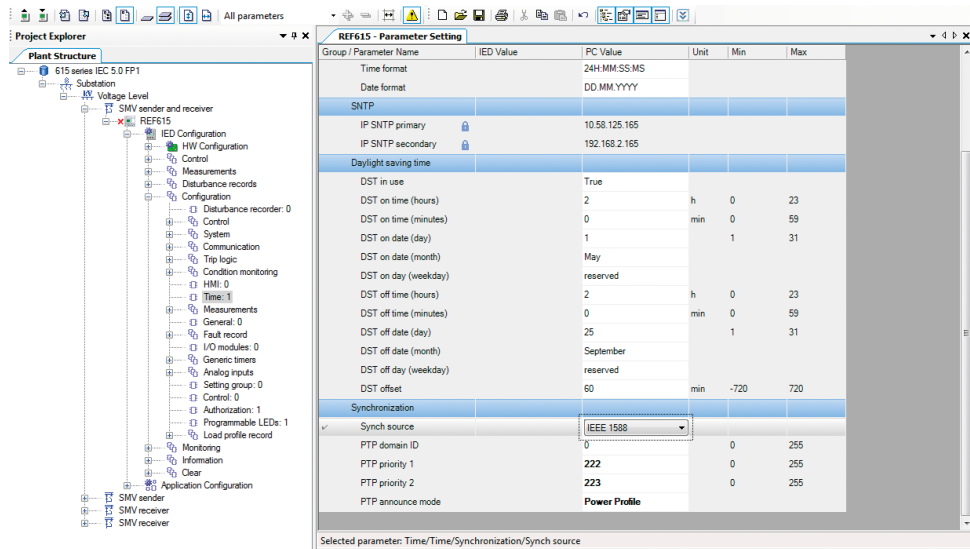 All parameters
Project Explorer
Plant Structure
615 series IEC 5.0 FP1
Substation
Voltage Level
SMV sender and receiver
REF615
IED Configuration
HW Configuration
Control
Measurements
Disturbance records
Configuration
Disturbance recorder: 0
Control
System
Communication
Trip logic
Condition monitoring
HMI: 0
Time: 1
Measurements
General: 0
Fault record
I/O modules: 0
Generic timers
Analog inputs
Setting group: 0
Control: 0
Authorization: 1
Programmable LEDs: 1
Load profile record
Monitoring
Information
Clear
Application Configuration
SMV sender
SMV receiver
SMV receiver
REF615 - Parameter Setting
Group / Parameter Name IED Value PC Value Unit Min Max
Time format 24H:MM:SS:MS
Date format DD.MM.YYYY
SNTP
IP SNTP primary 10.58.125.165
IP SNTP secondary 192.168.2.165
Daylight saving time
DST in use True
DST on time (hours) 2 h 0 23
DST on time (minutes) 0 min 0 59
DST on date (day) 1 1 31
DST on date (month) May
DST on day (weekday) reserved
DST off time (hours) 2 h 0 23
DST off time (minutes) 0 min 0 59
DST off date (day) 25 1 31
DST off date (month) September
DST off day (weekday) reserved
DST offset 60 min -720 720
Synchronization
Synch source IEEE 1588
PTP domain ID 0 0 255
PTP priority 1 222 0 255
PTP priority 2 223 0 255
PTP announce mode Power Profile
Selected parameter: Time/Time/Synchronization/Synch source